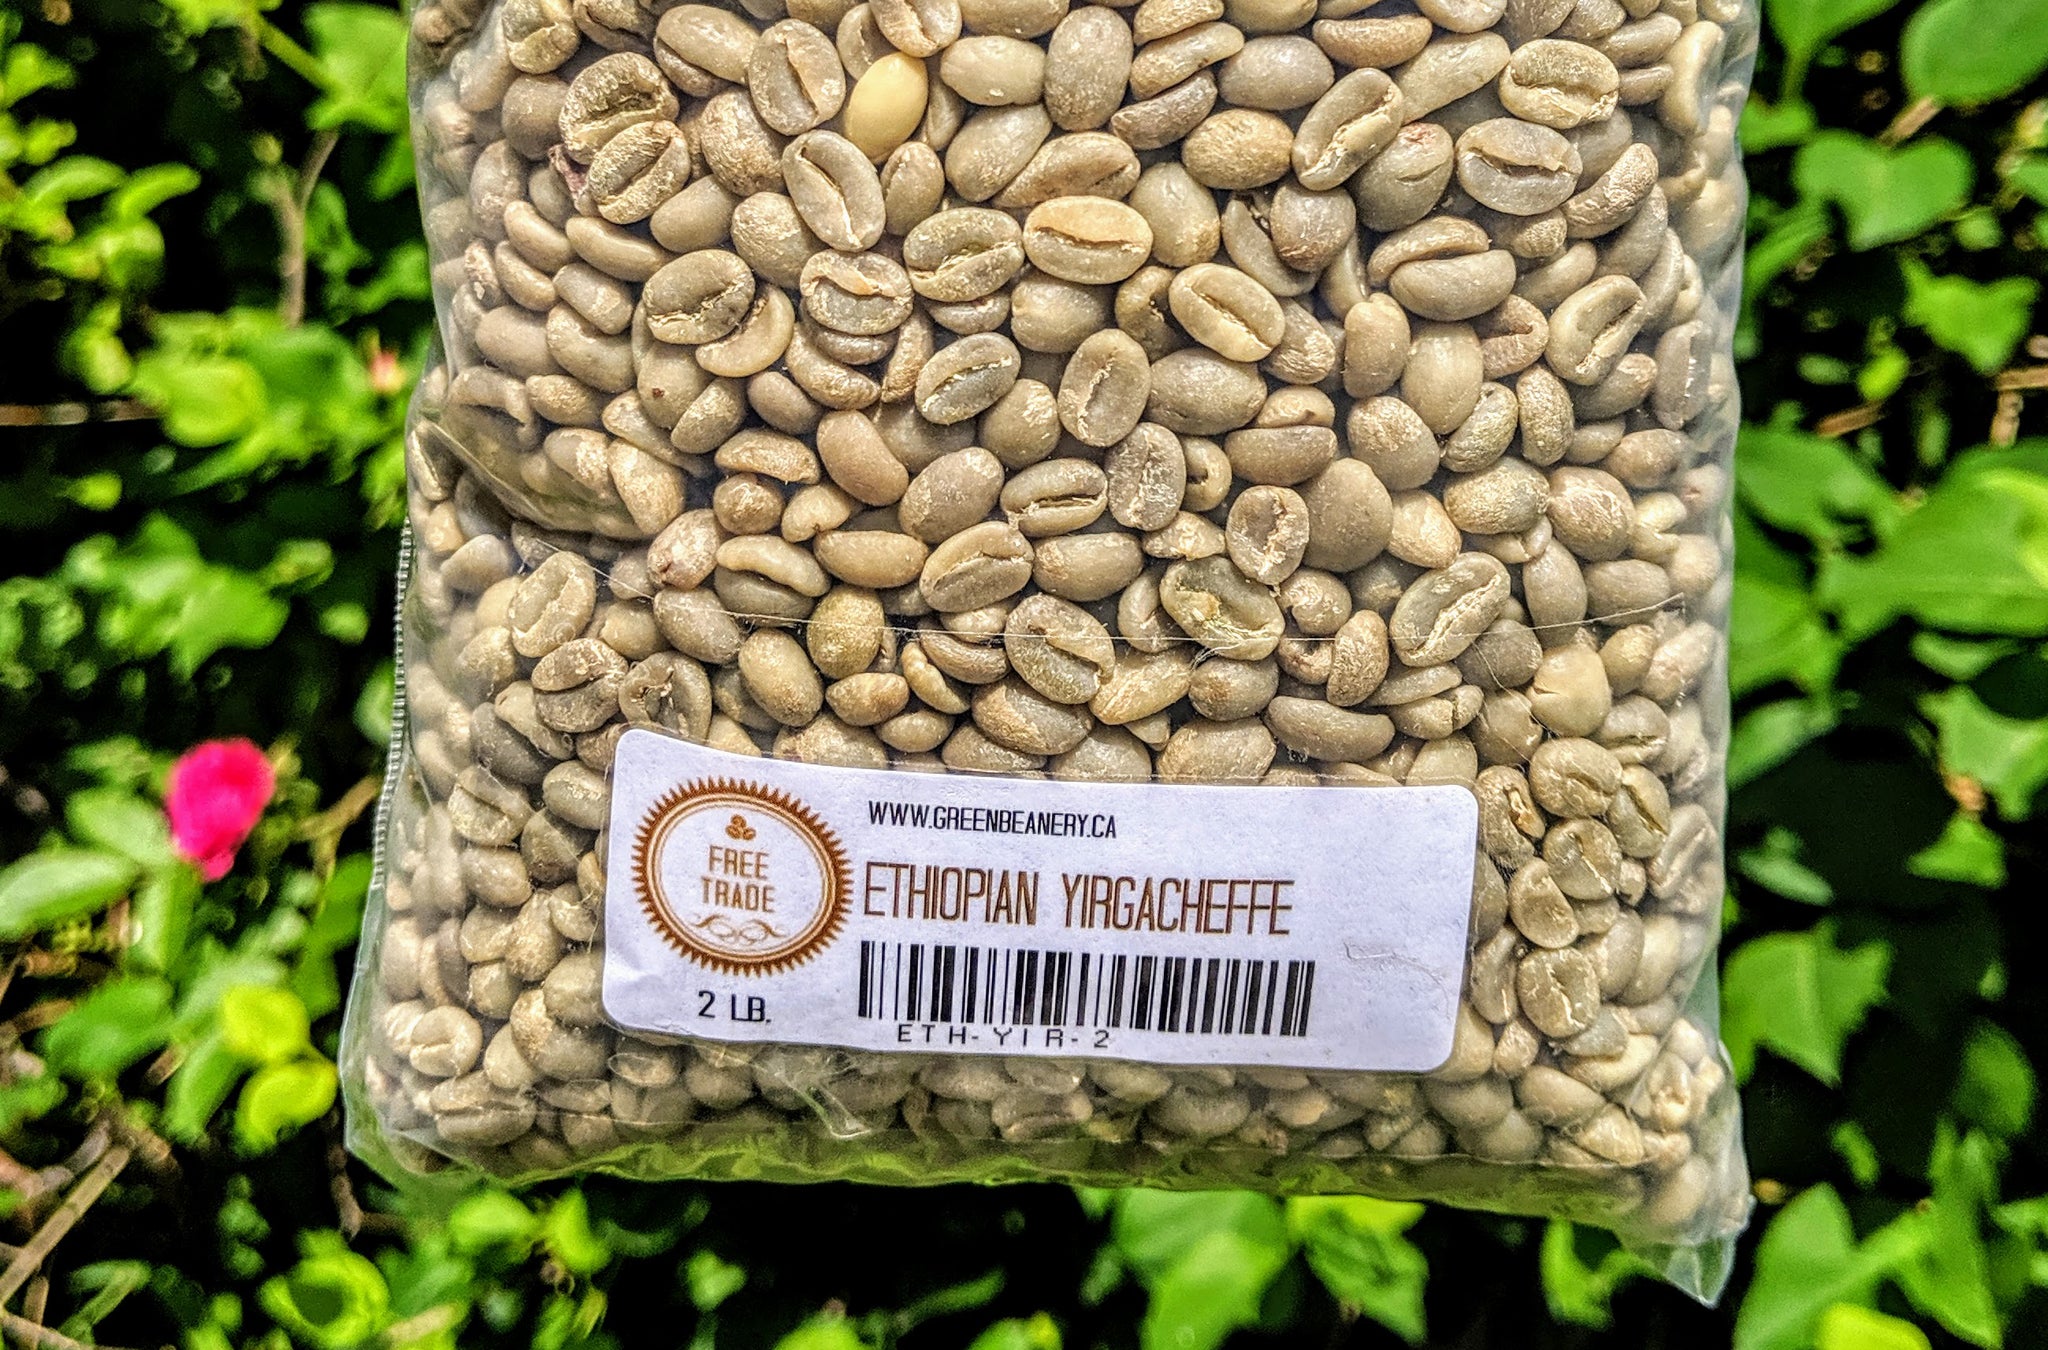 WWW.GREENBEANERY.CA
FREE
TRADE
ETHIOPIAN YIRGACHEFFE
2 LB.
ETH-YIR-2